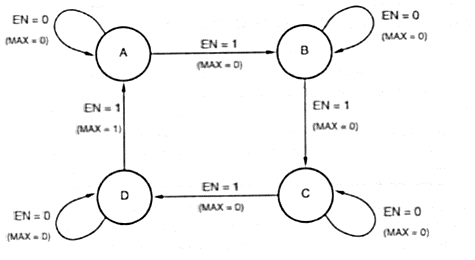 EN = 0
(MAX = 0)
A
EN = 1
(MAX = 0)
B
EN = 0
(MAX = 0)
EN = 1
(MAX = 1)
EN = 1
(MAX = 0)
D
EN = 1
(MAX = 0)
C
EN = 0
(MAX = 0)
EN = 0
(MAX = 0)